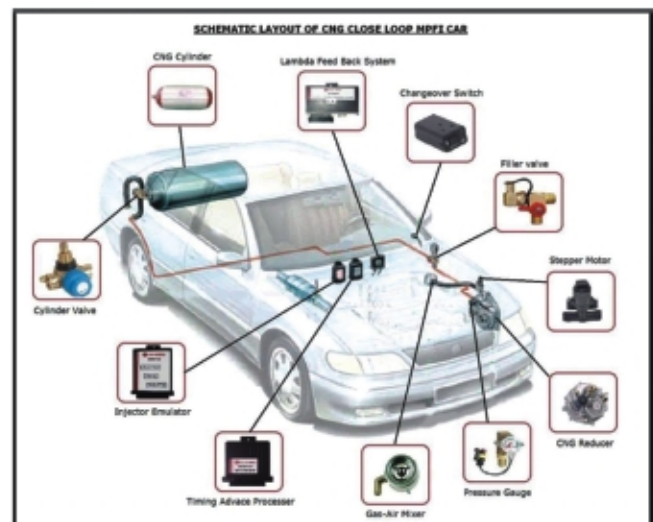 SCHEMATIC LAYOUT OF CNG CLOSE LOOP MPFI CAR
CNG Cylinder
Lambda Feed Back System
Changeover Switch
Filler valve
Stepper Motor
Cylinder Valve
Injector Emulator
CNG Reducer
Pressure Gauge
Timing Advace Processer
Gas-Air Mixer